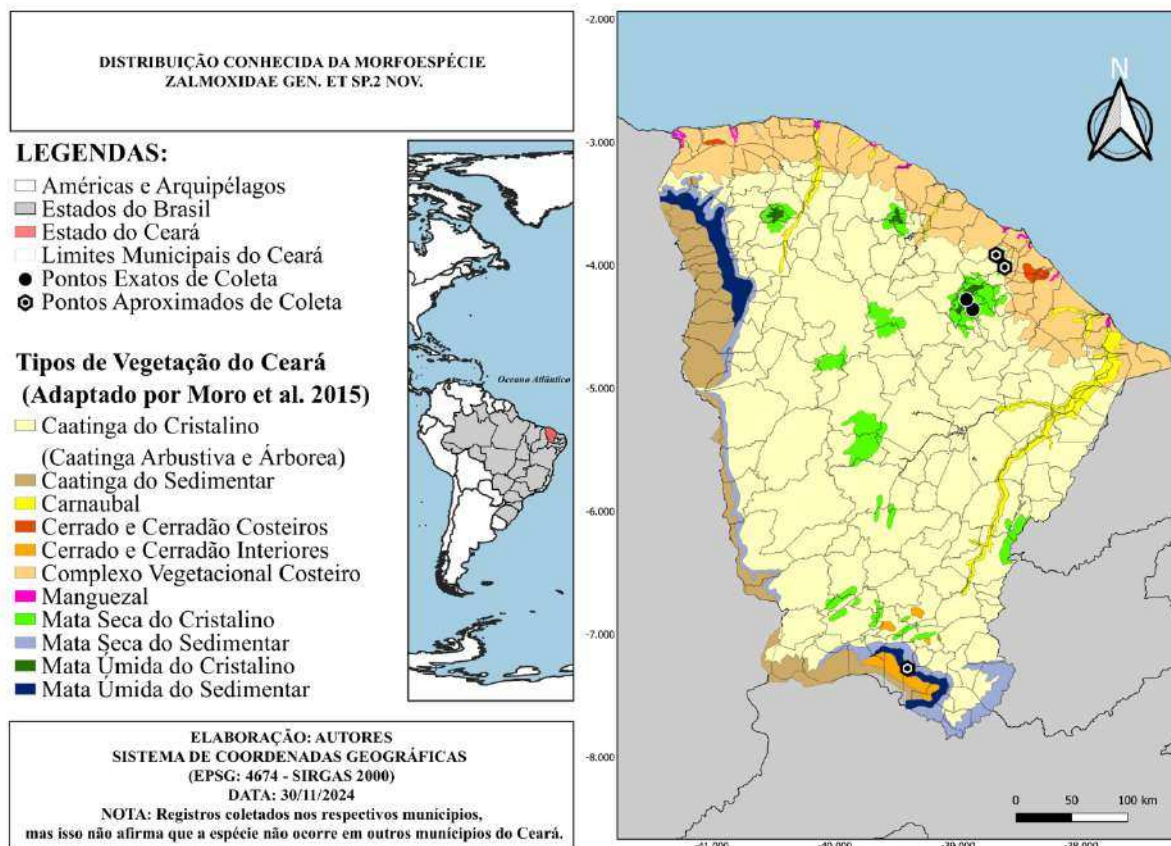 DISTRIBUIÇÃO CONHECIDA DA MORFOESPÉCIE
ZALMOXIDAE GEN. ET SP.2 NOV.
LEGENDAS:
Américas e Arquipélagos
Estados do Brasil
Estado do Ceará
Limites Municipais do Ceará
Pontos Exatos de Coleta
Pontos Aproximados de Coleta
Tipos de Vegetação do Ceará
(Adaptado por Moro et al. 2015)
Caatinga do Cristalino
(Caatinga Arbustiva e Árborea)
Caatinga do Sedimentar
Carnaubal
Cerrado e Cerradão Costeiros
Cerrado e Cerradão Interiores
Complexo Vegetacional Costeiro
Manguezal
Mata Seca do Cristalino
Mata Seca do Sedimentar
Mata Úmida do Cristalino
Mata Úmida do Sedimentar
ELABORAÇÃO: AUTORES
SISTEMA DE COORDENADAS GEOGRÁFICAS
(EPSG: 4674 - SIRGAS 2000)
DATA: 30/11/2024
NOTA: Registros coletados nos respectivos municípios,
mas isso não afirma que a espécie não ocorre em outros munícipios do Ceará.
Oceano Atlântico
N
-2.000
-3.000
-4.000
-5.000
-6.000
-7.000
-8.000
0 50 100 km
-41.000 -40.000 -39.000 -38.000